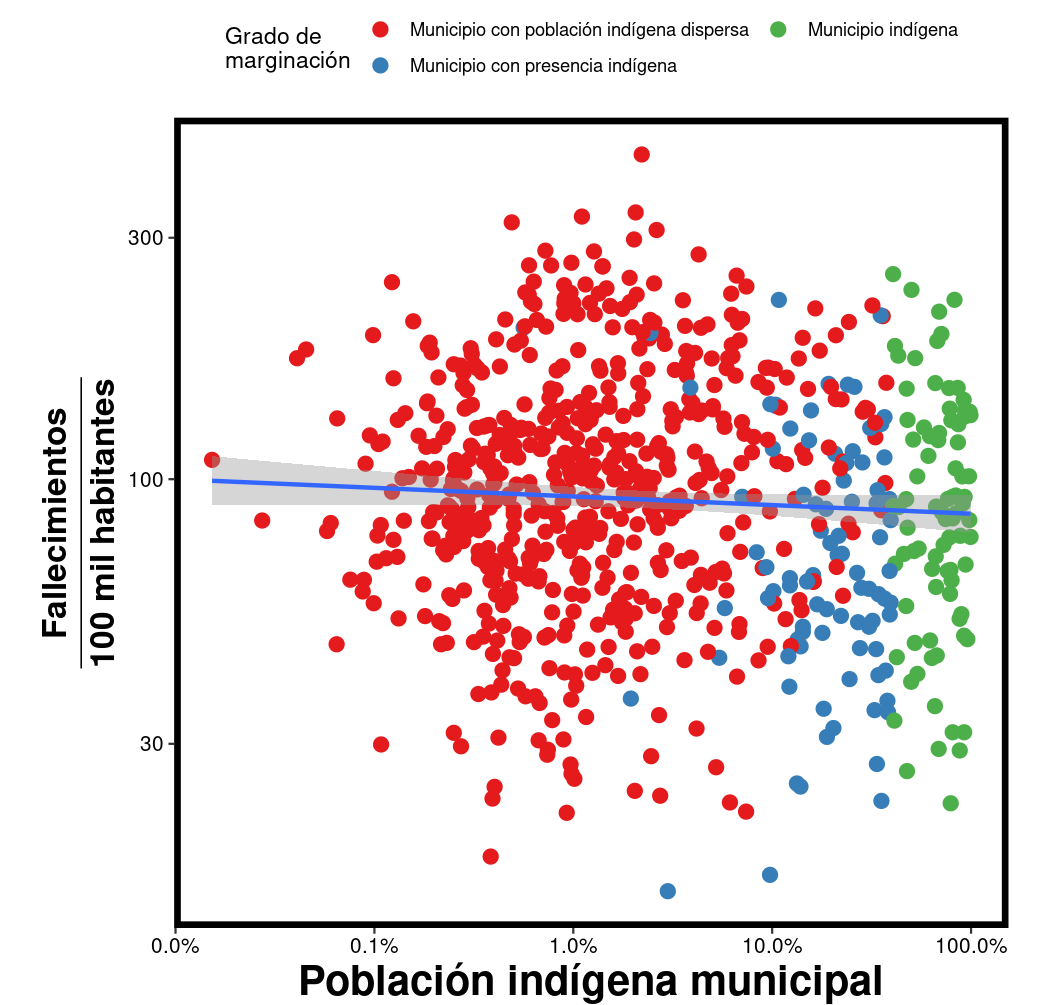 Grado de
marginación
Municipio con población indígena dispersa
Municipio indígena
Municipio con presencia indígena
Fallecimientos
100 mil habitantes
300
100
30
0.0%
0.1%
1.0%
10.0%
100.0%
Población indígena municipal